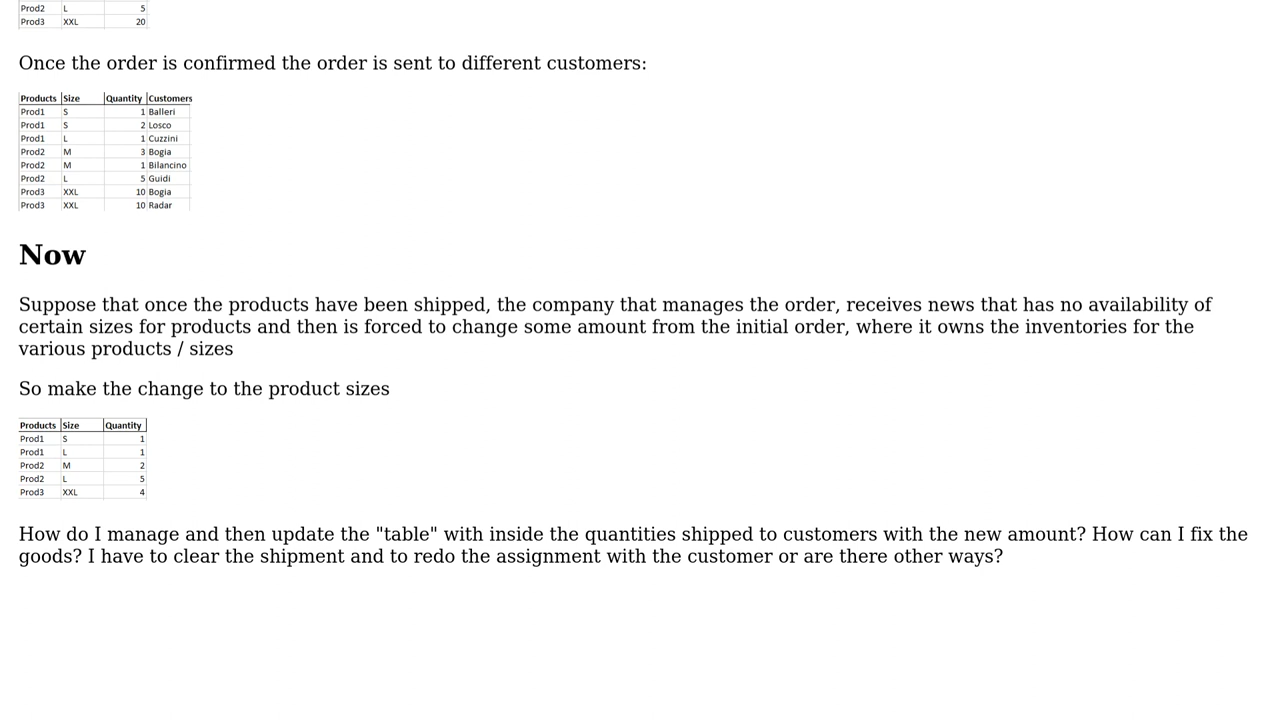 Prod2 L 5
Prod3 XXL 20
Once the order is confirmed the order is sent to different customers:
Products Size Quantity Customers
Prod1 S 1 Balleri
Prod1 S 2 Losco
Prod1 L 1 Cuzzini
Prod2 M 3 Bogia
Prod2 M 1 Bilancino
Prod2 L 5 Guidi
Prod3 XXL 10 Bogia
Prod3 XXL 10 Radar
Now
Suppose that once the products have been shipped, the company that manages the order, receives news that has no availability of
certain sizes for products and then is forced to change some amount from the initial order, where it owns the inventories for the
various products / sizes
So make the change to the product sizes
Products Size Quantity
Prod1 S 1
Prod1 L 1
Prod2 M 2
Prod2 L 5
Prod3 XXL 4
How do I manage and then update the "table" with inside the quantities shipped to customers with the new amount? How can I fix the
goods? I have to clear the shipment and to redo the assignment with the customer or are there other ways?